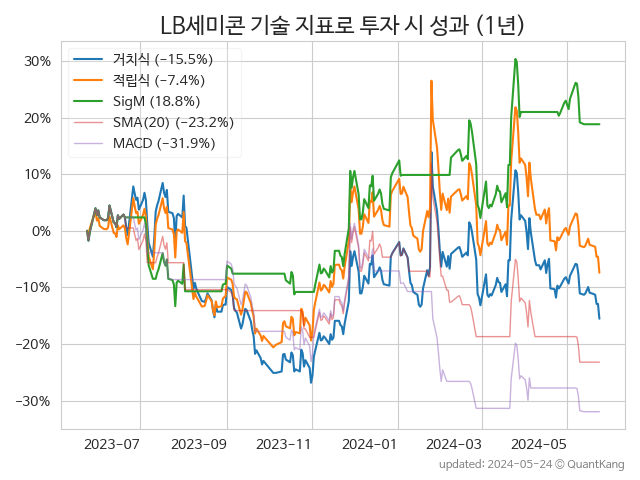 LB세미콘 기술 지표로 투자 시 성과 (1년)
거치식 (−15.5%)
적립식 (−7.4%)
SigM (18.8%)
SMA(20) (−23.2%)
MACD (−31.9%)
30%
20%
10%
0%
−10%
−20%
−30%
2023-07 2023-09 2023-11 2024-01 2024-03 2024-05
updated: 2024-05-24 © QuantKang